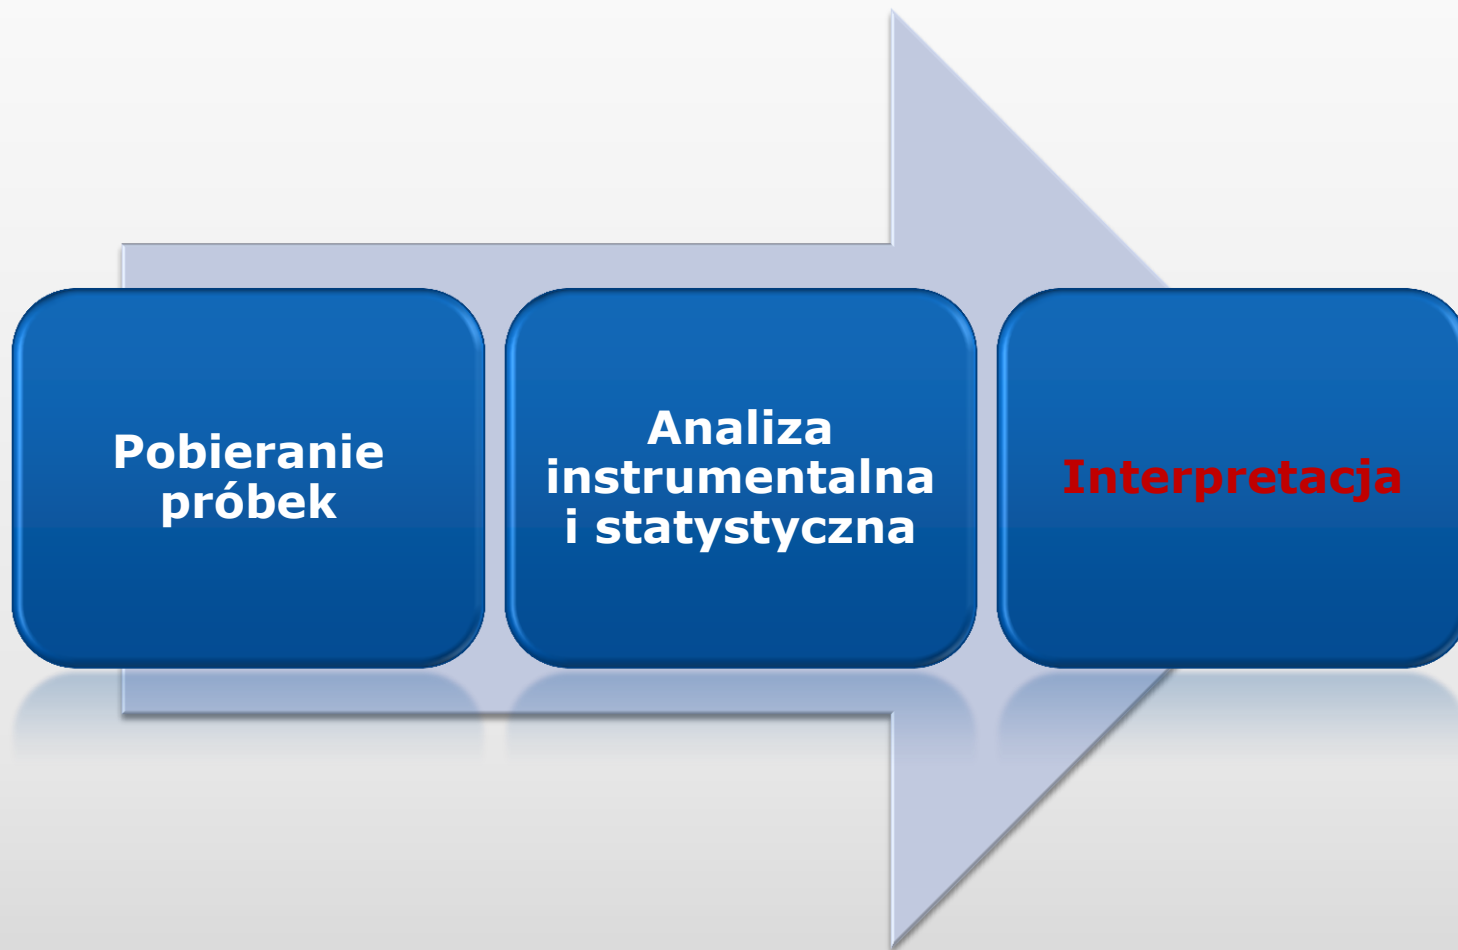 Pobieranie
próbek
Analiza
instrumentalna
i statystyczna
Interpretacja